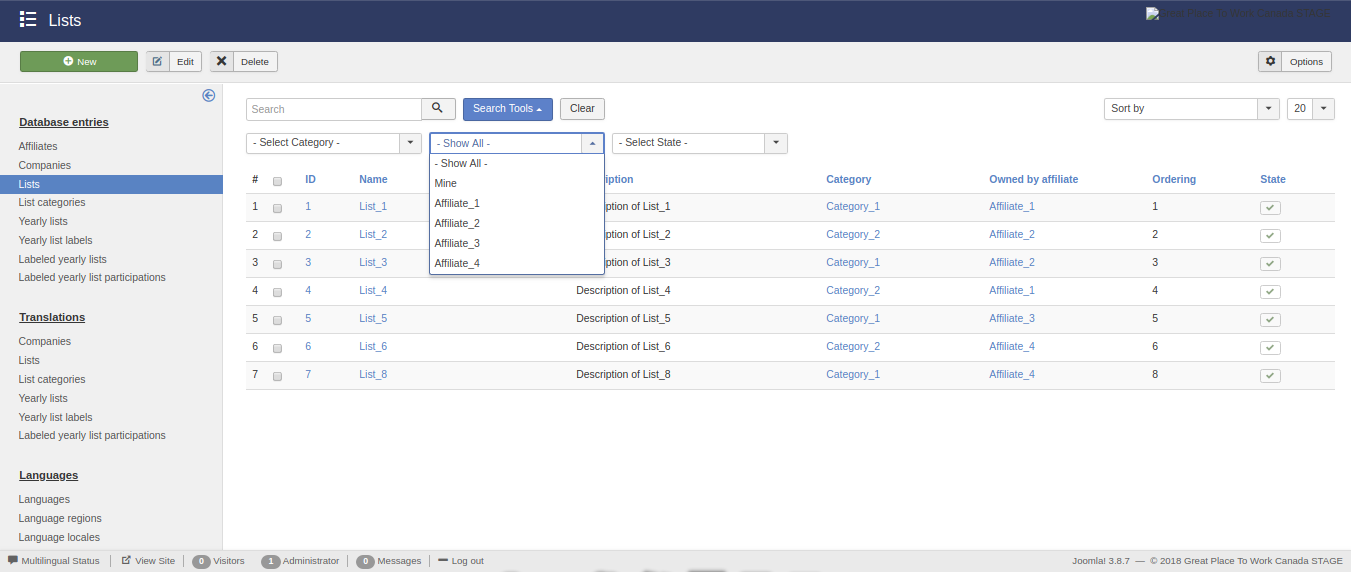 Lists
Great Place To Work Canada STAGE
New Edit Delete Options
Search Search Tools Clear Sort by 20
- Select Category - - Show All - - Select State -
- Show All -
Mine
Affiliate_1
Affiliate_2
Affiliate_3
Affiliate_4
Database entries
Affiliates
Companies
Lists
List categories
Yearly lists
Yearly list labels
Labeled yearly lists
Labeled yearly list participations
Translations
Companies
Lists
List categories
Yearly lists
Yearly list labels
Labeled yearly list participations
Languages
Languages
Language regions
Language locales
# ID Name Category Owned by affiliate Ordering State
1 1 List_1 of List_1 Category_1 Affiliate_1 1
2 2 List_2 of List_2 Category_2 Affiliate_2 2
3 3 List_3 of List_3 Category_1 Affiliate_2 3
4 4 List_4 Description of List_4 Category_2 Affiliate_1 4
5 5 List_5 Description of List_5 Category_1 Affiliate_3 5
6 6 List_6 Description of List_6 Category_2 Affiliate_4 6
7 7 List_8 Description of List_8 Category_1 Affiliate_4 8
Multilingual Status View Site 0 Visitors 1 Administrator 0 Messages Log out Joomla! 3.8.7 — © 2018 Great Place To Work Canada STAGE